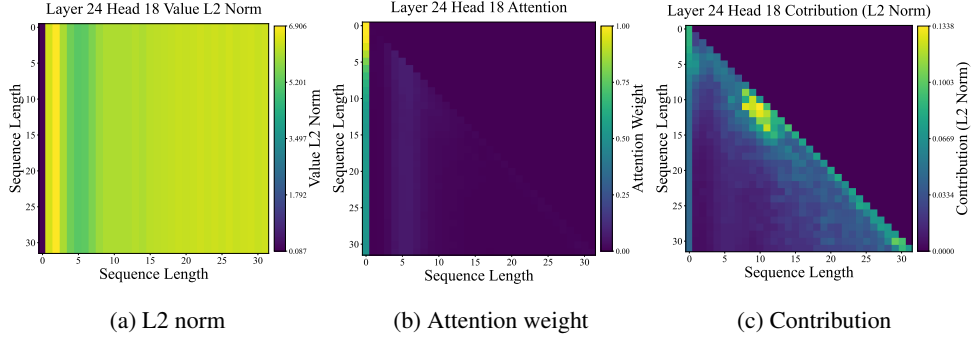 Layer 24 Head 18 Value L2 Norm
0
5
10
15
20
25
30
Sequence Length
0 5 10 15 20 25 30
Sequence Length
6.906
5.201
3.497
1.792
0.087
Value L2 Norm
(a) L2 norm
Layer 24 Head 18 Attention
0
5
10
15
20
25
30
Sequence Length
0 5 10 15 20 25 30
Sequence Length
1.00
0.75
0.50
0.25
0.00
Attention Weight
(b) Attention weight
Layer 24 Head 18 Cotribution (L2 Norm)
0
5
10
15
20
25
30
Sequence Length
0 5 10 15 20 25 30
Sequence Length
0.1338
0.1003
0.0669
0.0334
0.0000
Contribution (L2 Norm)
(c) Contribution